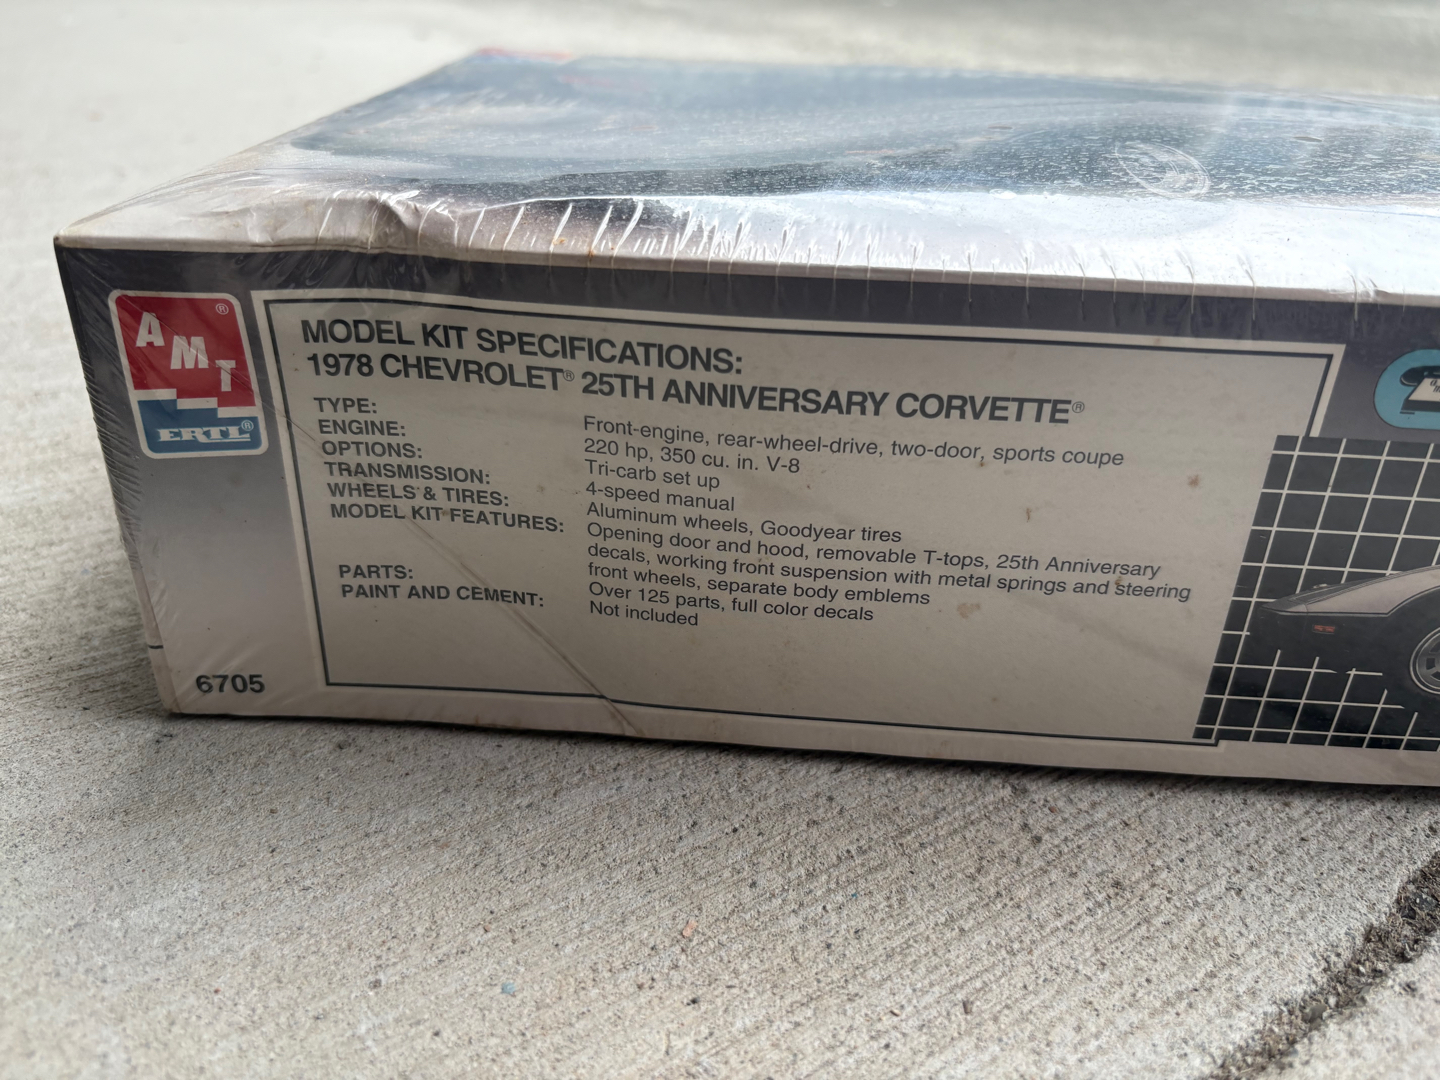 AMT®
ERTL®
MODEL KIT SPECIFICATIONS:
1978 CHEVROLET® 25TH ANNIVERSARY CORVETTE®
TYPE: Front-engine, rear-wheel-drive, two-door, sports coupe
ENGINE: 220 hp, 350 cu. in. V-8
OPTIONS: Tri-carb set up
TRANSMISSION: 4-speed manual
WHEELS & TIRES: Aluminum wheels, Goodyear tires
MODEL KIT FEATURES: Opening door and hood, removable T-tops, 25th Anniversary
decals, working front suspension with metal springs and steering
front wheels, separate body emblems
PARTS: Over 125 parts, full color decals
PAINT AND CEMENT: Not included
6705